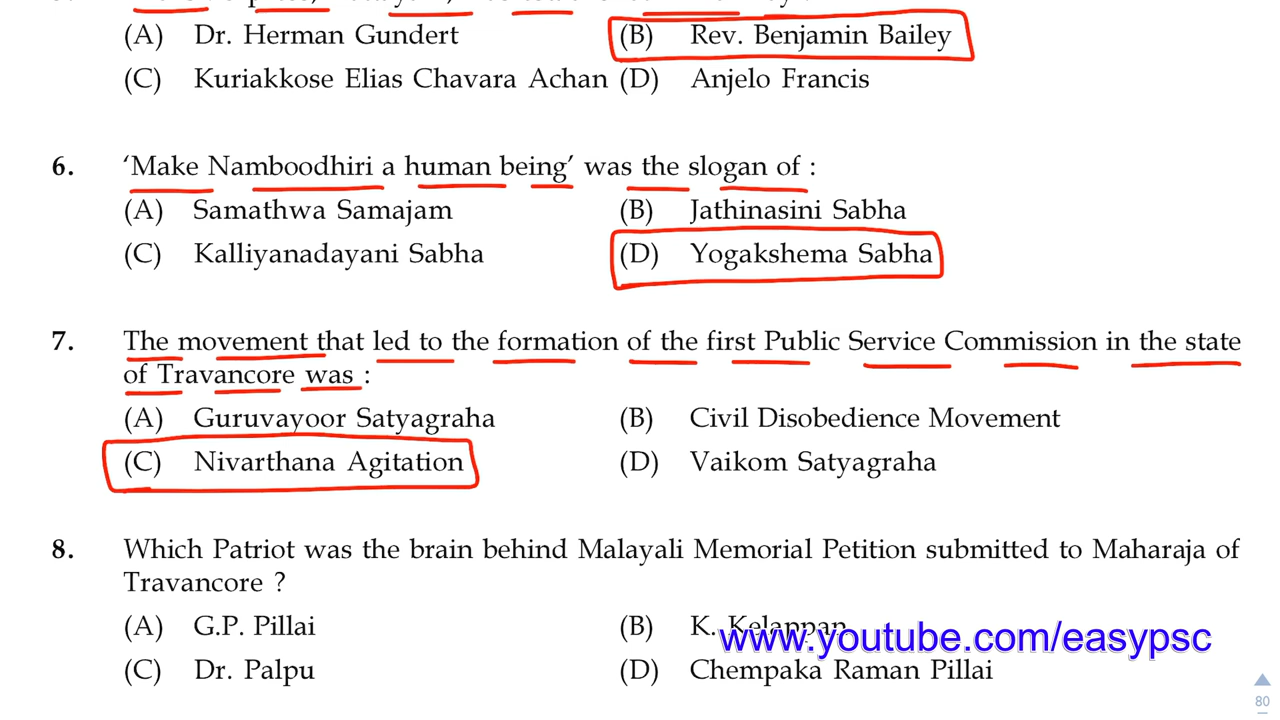 (A) Dr. Herman Gundert (B) Rev. Benjamin Bailey
(C) Kuriakkose Elias Chavara Achan (D) Anjelo Francis
6. ‘Make Namboodhiri a human being’ was the slogan of :
(A) Samathwa Samajam (B) Jathinasini Sabha
(C) Kalliyanadayani Sabha (D) Yogakshema Sabha
7. The movement that led to the formation of the first Public Service Commission in the state
of Travancore was :
(A) Guruvayoor Satyagraha (B) Civil Disobedience Movement
(C) Nivarthana Agitation (D) Vaikom Satyagraha
8. Which Patriot was the brain behind Malayali Memorial Petition submitted to Maharaja of
Travancore ?
(A) G.P. Pillai (B) K. Kelappan
www.youtube.com/easypsc
(C) Dr. Palpu (D) Chempaka Raman Pillai
80